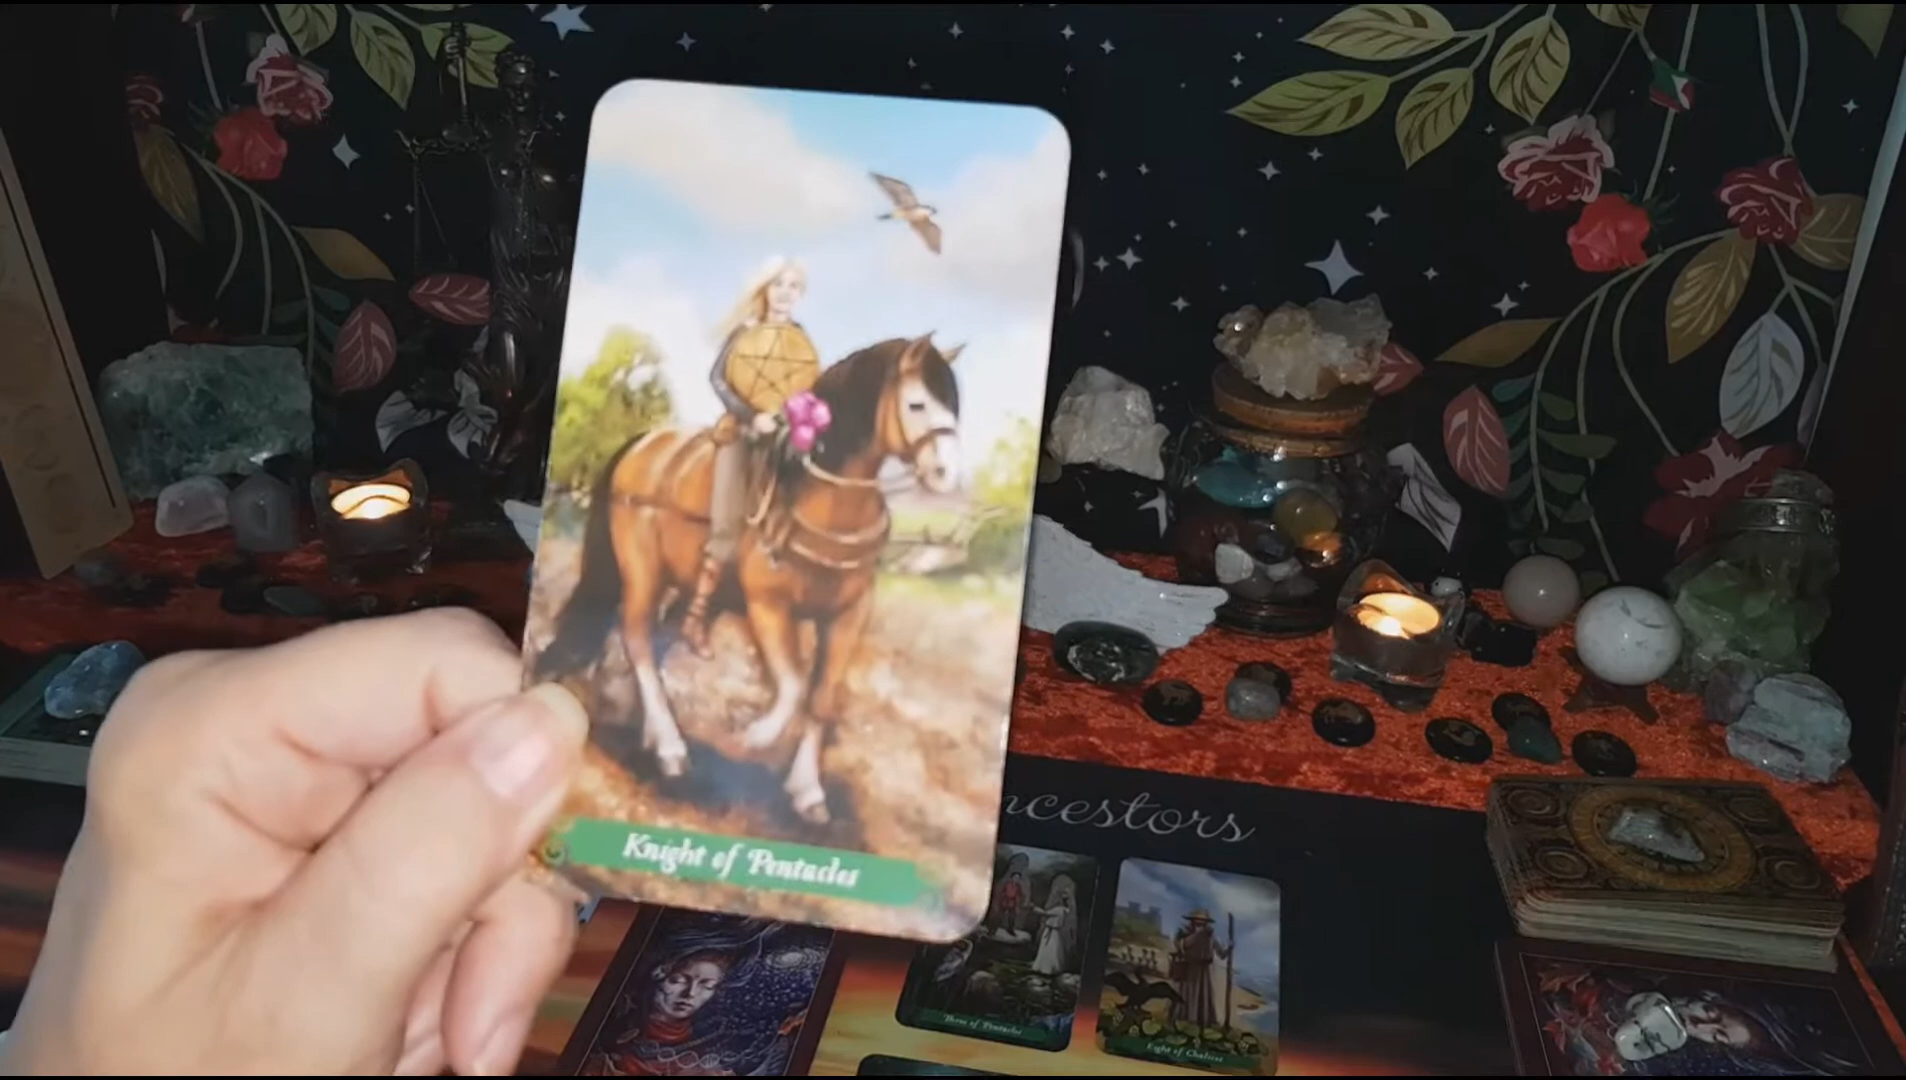 Knight of Pentacles
ncestors
Three of Pentacles
Eight of Chalices